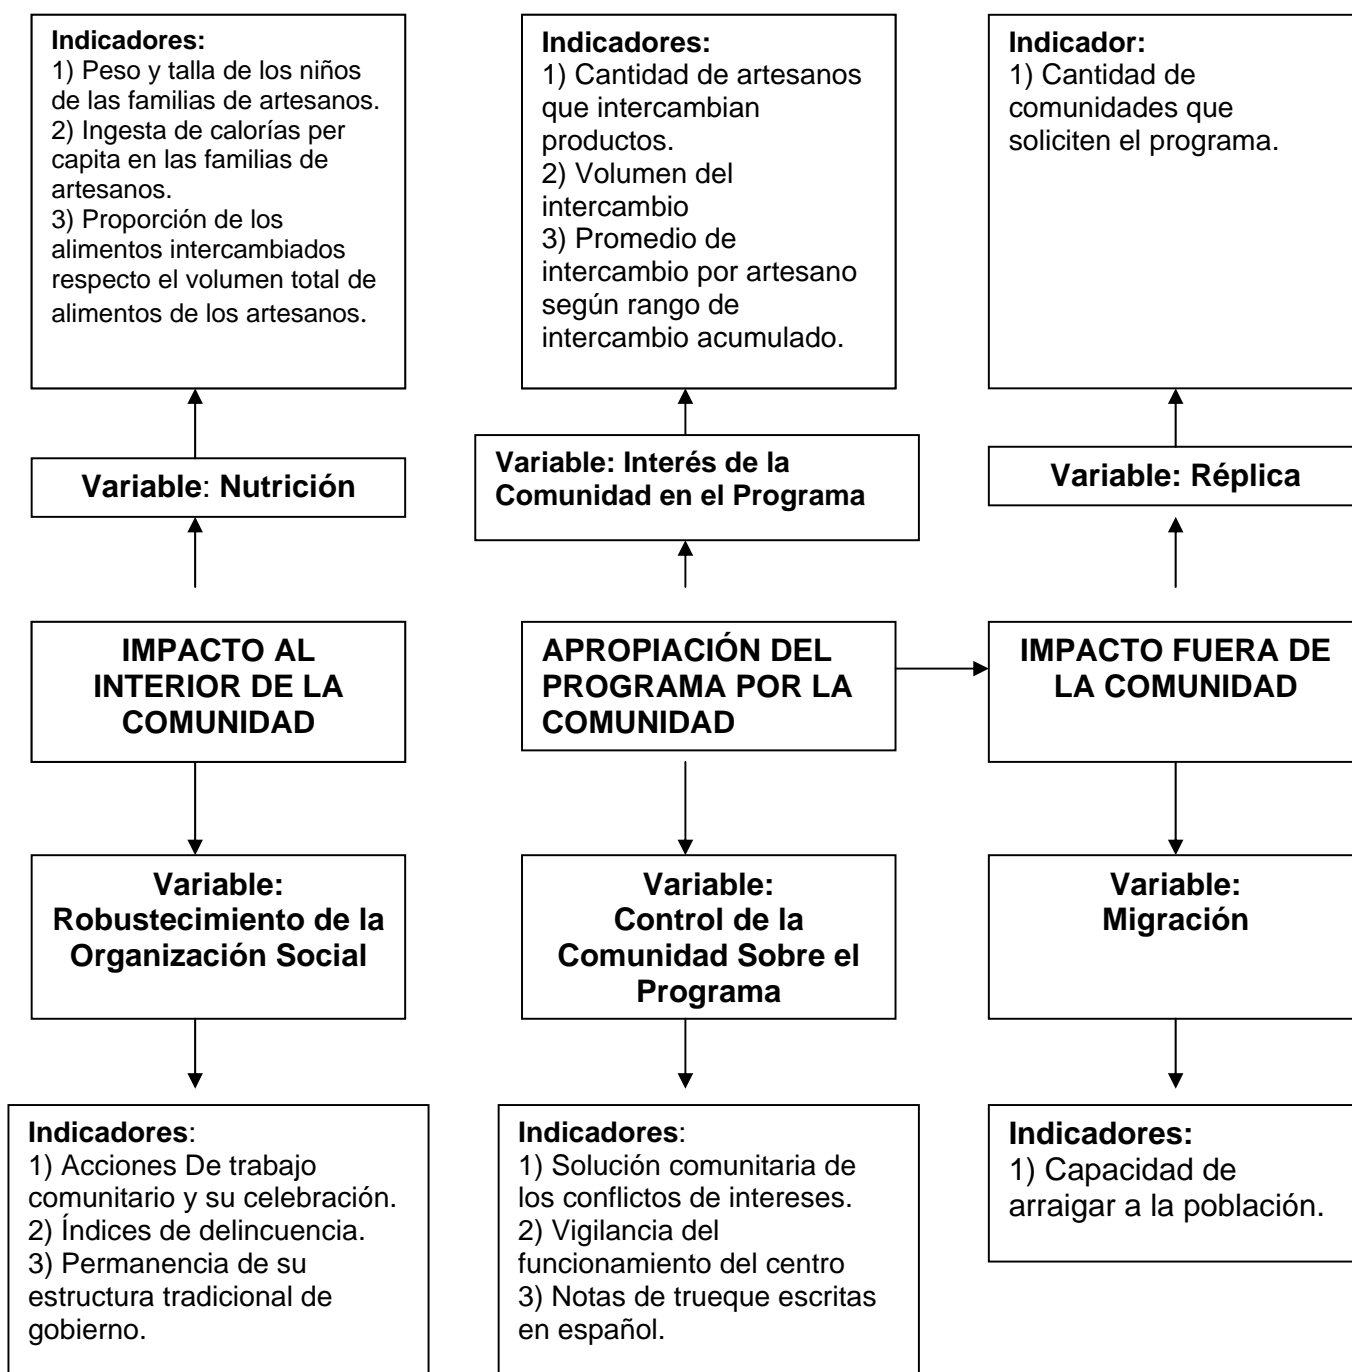 Indicadores:
1) Peso y talla de los niños
de las familias de artesanos.
2) Ingesta de calorías per
capita en las familias de
artesanos.
3) Proporción de los
alimentos intercambiados
respecto el volumen total de
alimentos de los artesanos.
Indicadores:
1) Cantidad de artesanos
que intercambian
productos.
2) Volumen del
intercambio
3) Promedio de
intercambio por artesano
según rango de
intercambio acumulado.
Indicador:
1) Cantidad de
comunidades que
soliciten el programa.
Variable: Nutrición
Variable: Interés de la
Comunidad en el Programa
Variable: Réplica
IMPACTO AL
INTERIOR DE LA
COMUNIDAD
APROPIACIÓN DEL
PROGRAMA POR LA
COMUNIDAD
IMPACTO FUERA DE
LA COMUNIDAD
Variable:
Robustecimiento de la
Organización Social
Variable:
Control de la
Comunidad Sobre el
Programa
Variable:
Migración
Indicadores:
1) Acciones De trabajo
comunitario y su celebración.
2) Índices de delincuencia.
3) Permanencia de su
estructura tradicional de
gobierno.
Indicadores:
1) Solución comunitaria de
los conflictos de intereses.
2) Vigilancia del
funcionamiento del centro
3) Notas de trueque escritas
en español.
Indicadores:
1) Capacidad de
arraigar a la población.